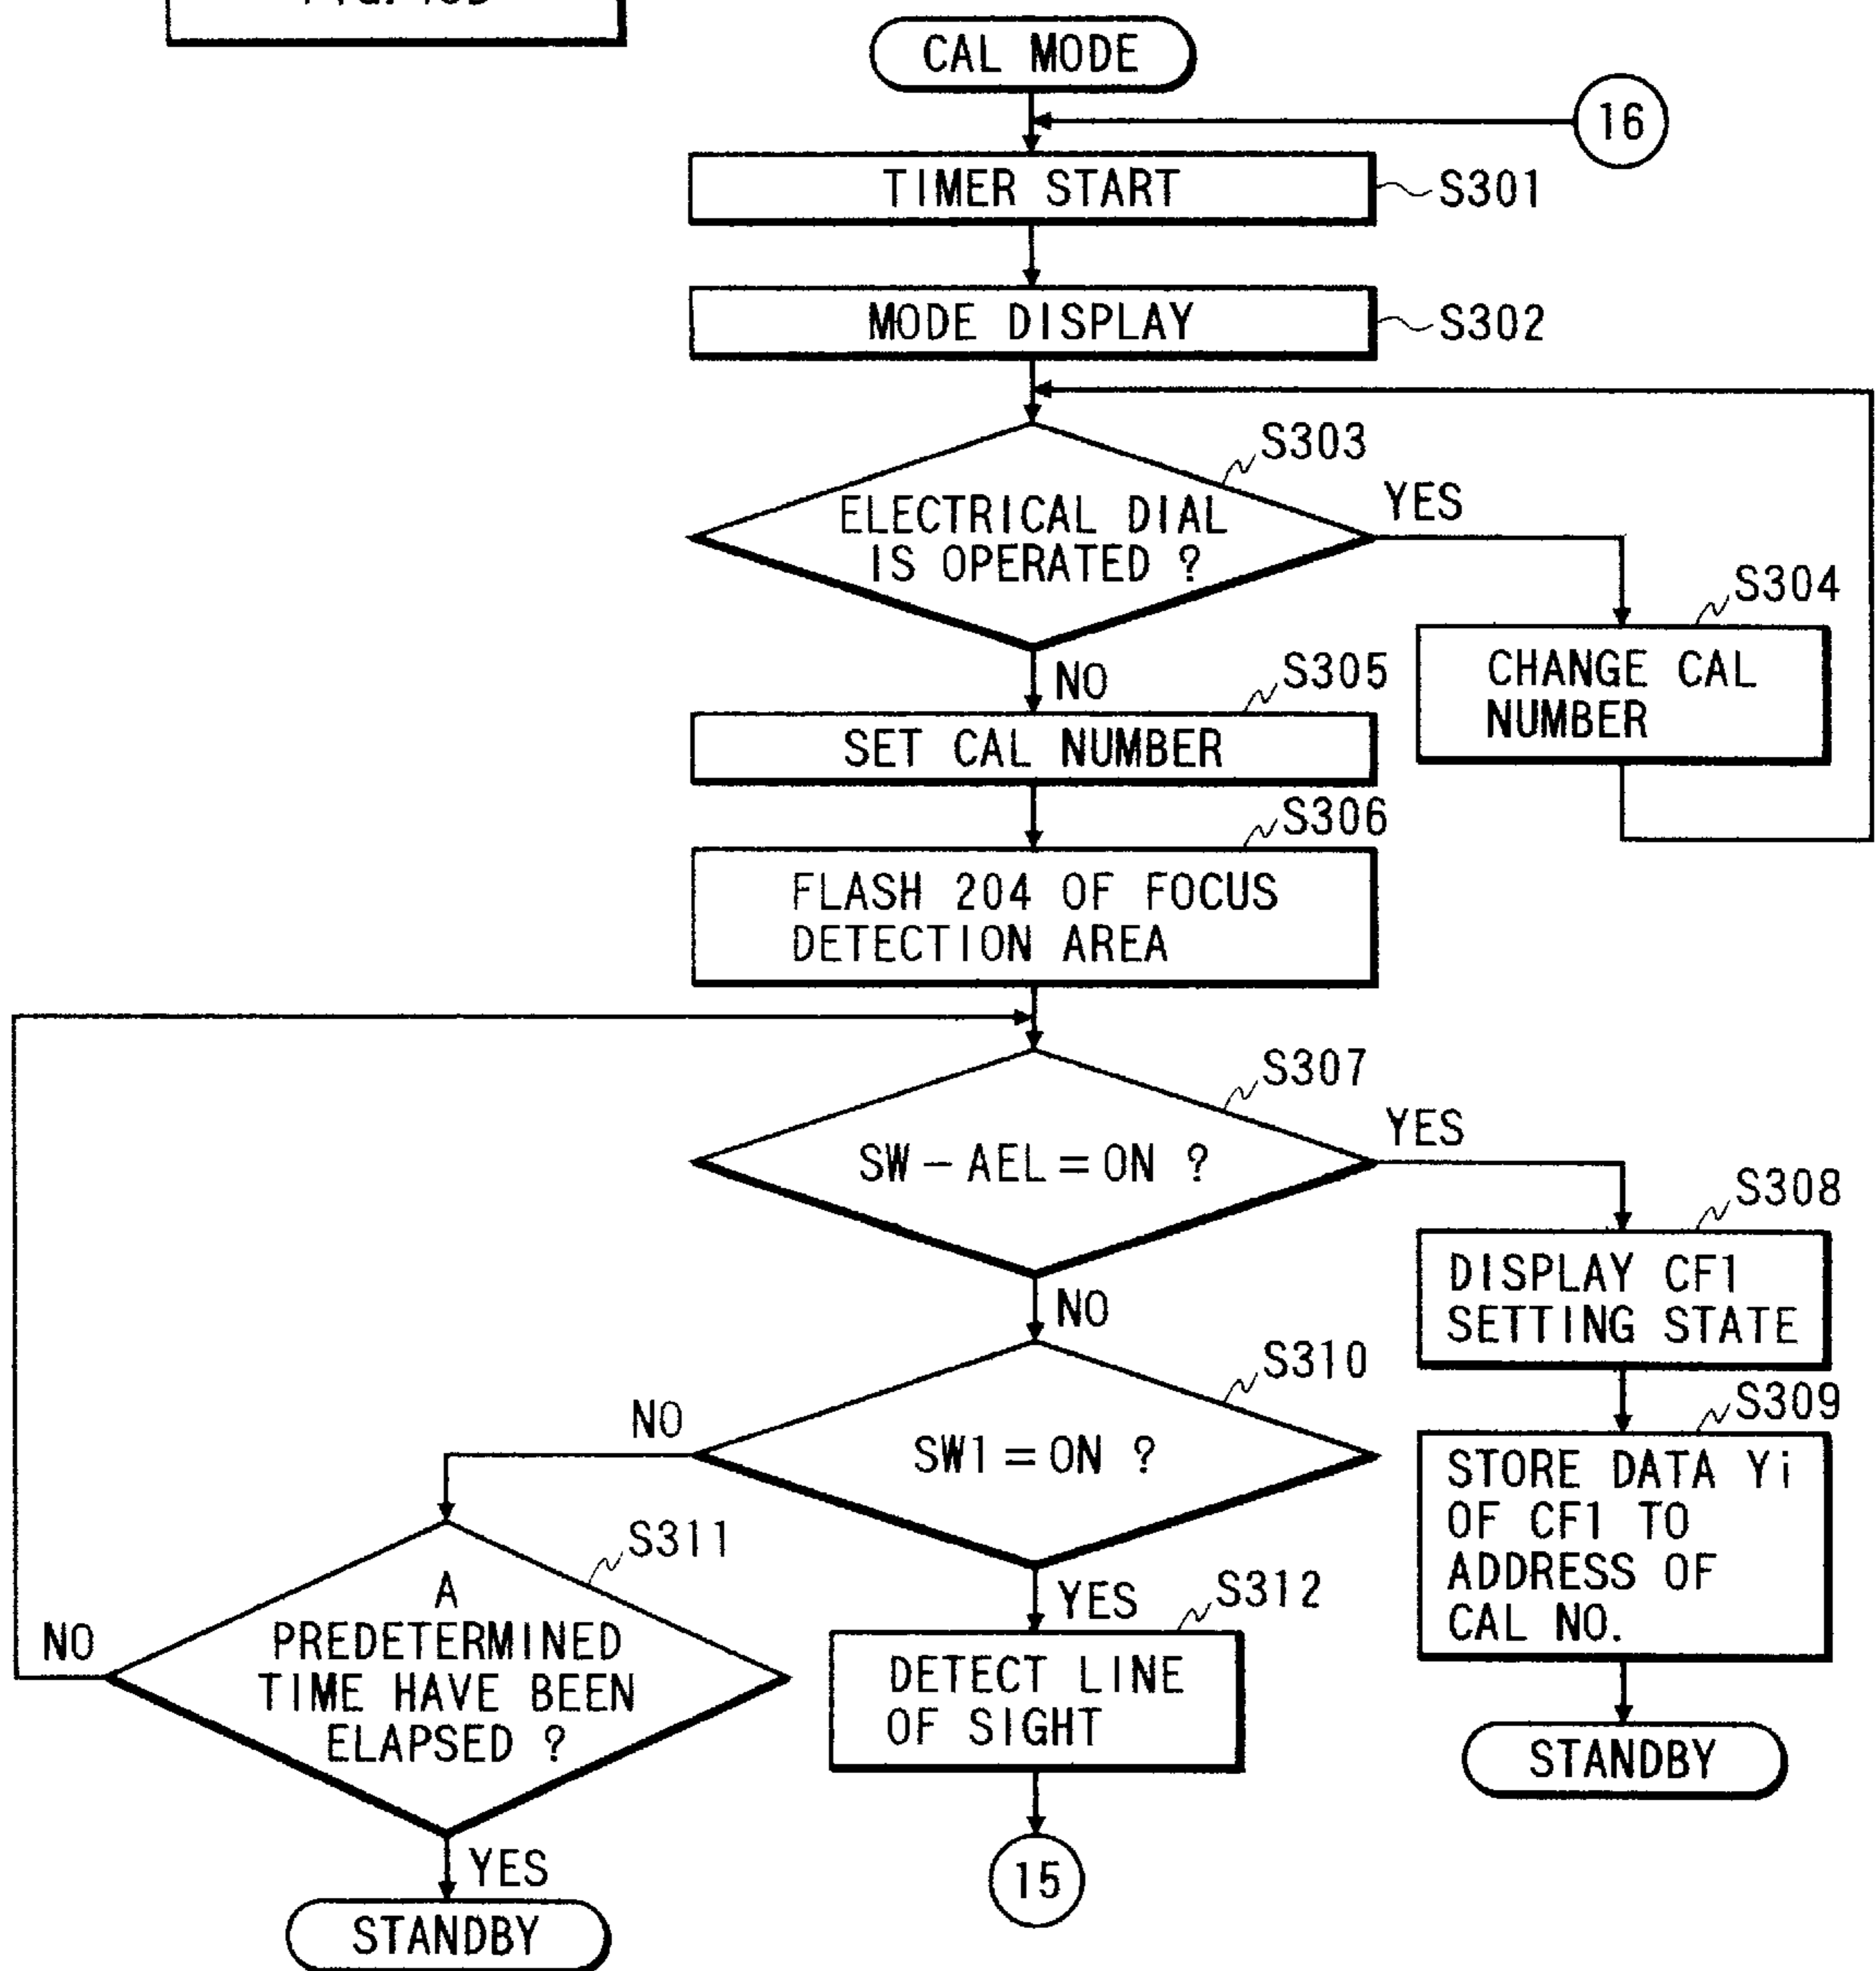 CAL MODE
16
TIMER START
S301
MODE DISPLAY
S302
S303
ELECTRICAL DIAL
IS OPERATED ?
YES
S304
CHANGE CAL
NUMBER
NO
S305
SET CAL NUMBER
S306
FLASH 204 OF FOCUS
DETECTION AREA
S307
SW-AEL=ON ?
YES
S308
DISPLAY CF1
SETTING STATE
NO
S310
SW1=ON ?
NO
S309
STORE DATA Yi
OF CF1 TO
ADDRESS OF
CAL NO.
STANDBY
S311
A
PREDETERMINED
TIME HAVE BEEN
ELAPSED ?
NO
YES
S312
DETECT LINE
OF SIGHT
15
YES
STANDBY